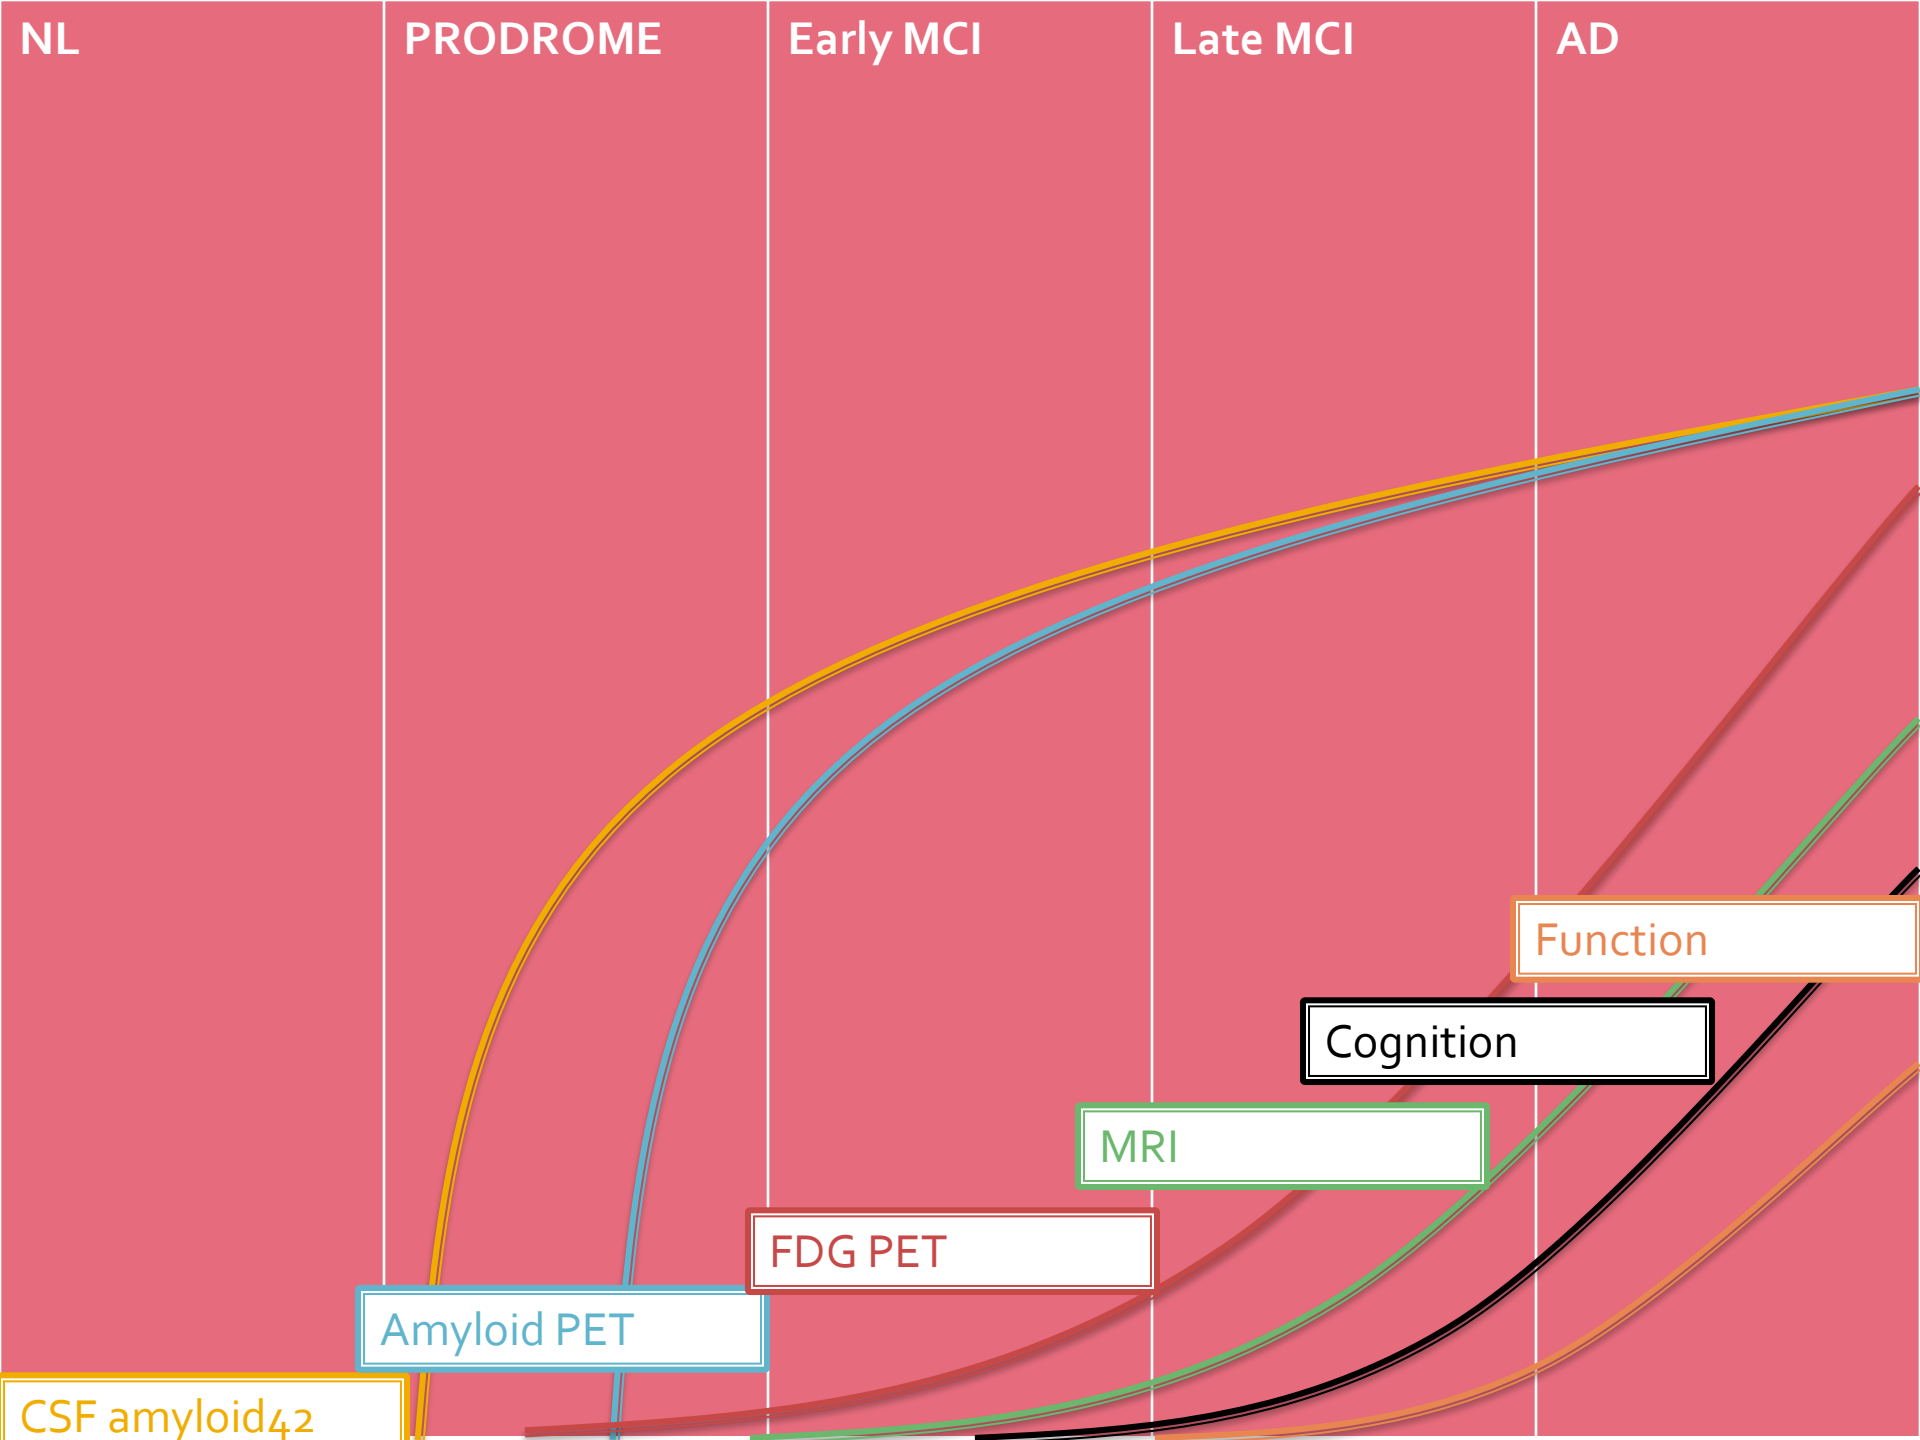 NL
PRODROME
Early MCI
Late MCI
AD
Function
Cognition
MRI
FDG PET
Amyloid PET
CSF amyloid42